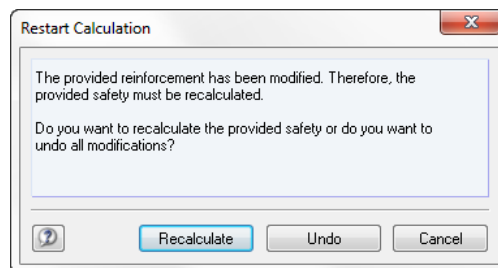 Restart Calculation
The provided reinforcement has been modified. Therefore, the
provided safety must be recalculated.
Do you want to recalculate the provided safety or do you want to
undo all modifications?
Recalculate Undo Cancel